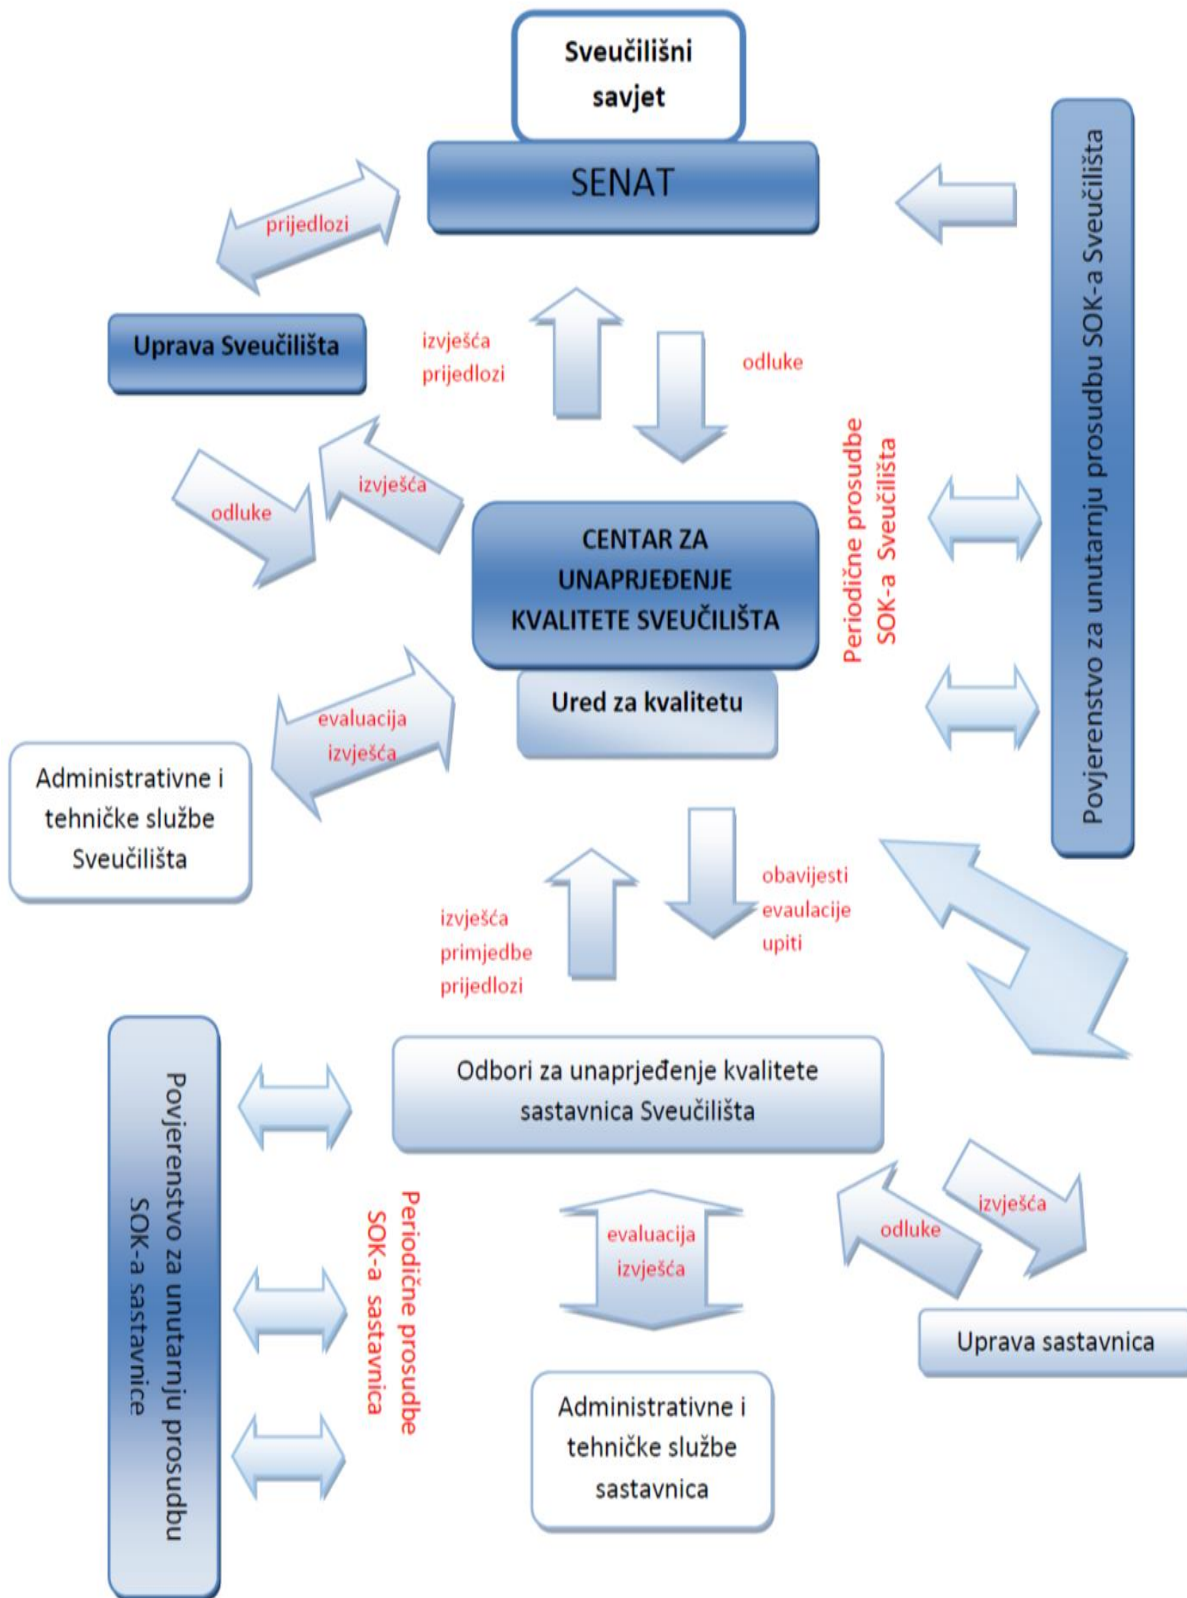 Sveučilišni
savjet
SENAT
prijedlozi
Uprava Sveučilišta
izvješća
prijedlozi
odluke
odluke
izvješća
CENTAR ZA
UNAPRJEĐENJE
KVALITETE SVEUČILIŠTA
Ured za kvalitetu
Periodične prosudbe
SOK-a Sveučilišta
Povjerenstvo za unutarnju prosudbu SOK-a Sveučilišta
evaluacija
izvješća
Administrativne i
tehničke službe
Sveučilišta
izvješća
primjedbe
prijedlozi
obavijesti
evaulacije
upiti
Odbori za unaprjeđenje kvalitete
sastavnica Sveučilišta
Povjerenstvo za unutarnju prosudbu
SOK-a sastavnice
Periodične prosudbe
SOK-a sastavnica
evaluacija
izvješća
odluke
izvješća
Uprava sastavnica
Administrativne i
tehničke službe
sastavnica